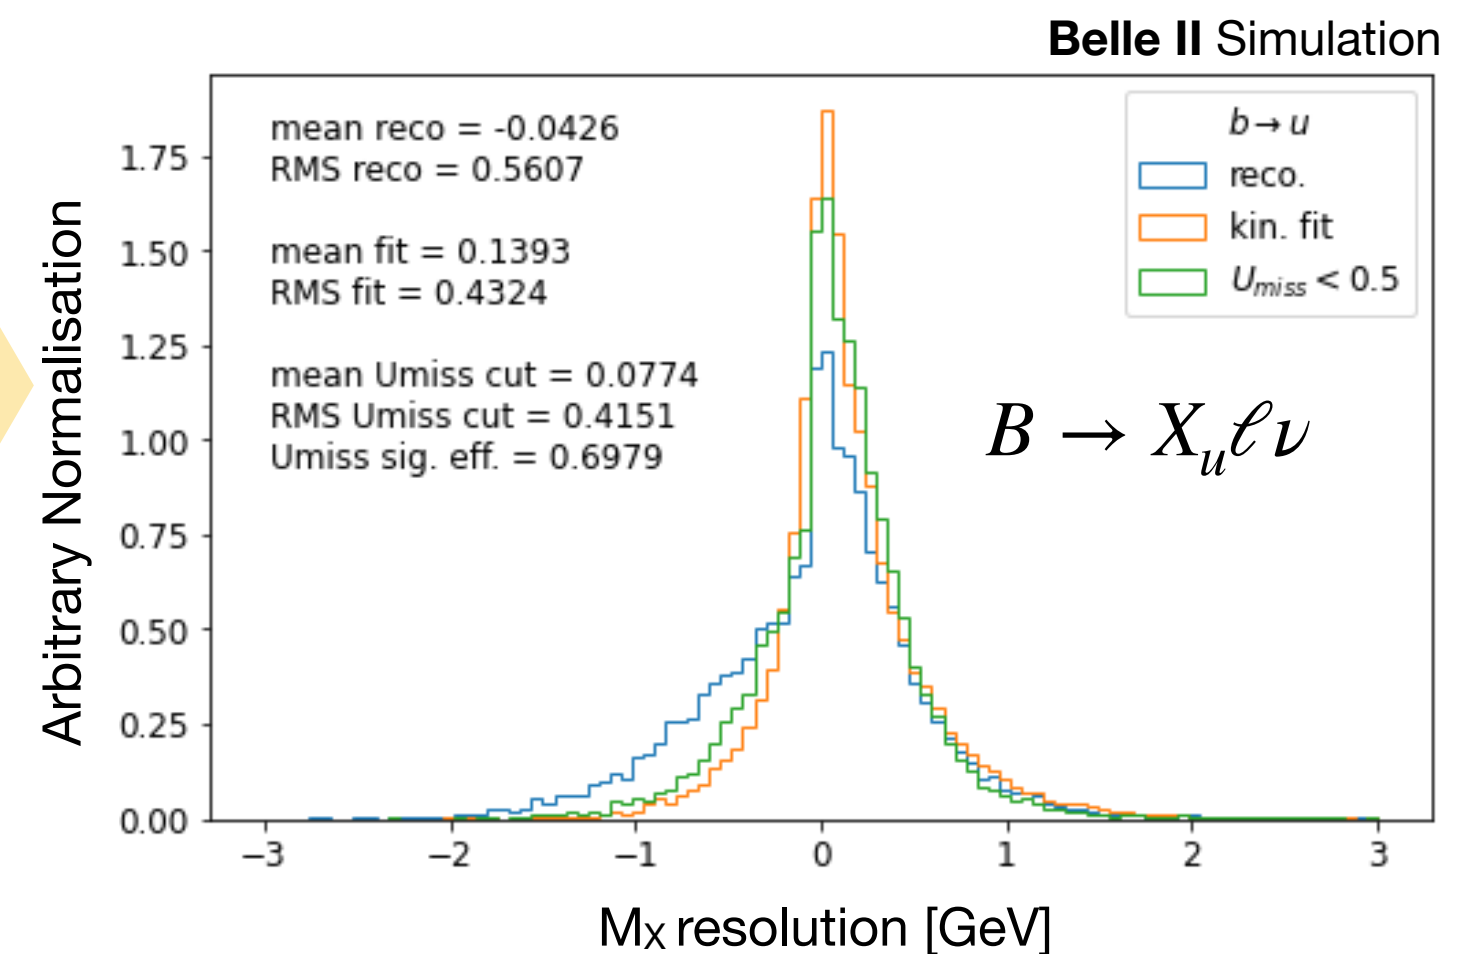 Belle II Simulation
mean reco = -0.0426
RMS reco = 0.5607
mean fit = 0.1393
RMS fit = 0.4324
mean Umiss cut = 0.0774
RMS Umiss cut = 0.4151
Umiss sig. eff. = 0.6979
b → u
reco.
kin. fit
U_miss < 0.5
B → X_u ℓ ν
Arbitrary Normalisation
1.75
1.50
1.25
1.00
0.75
0.50
0.25
0.00
−3 −2 −1 0 1 2 3
M_X resolution [GeV]